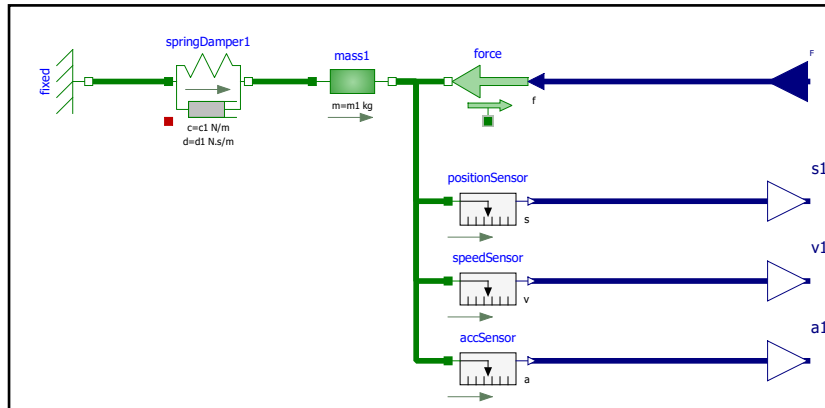 springDamper1
mass1
force
F
fixed
m=m1 kg
f
c=c1 N/m
d=d1 N.s/m
s1
positionSensor
s
v1
speedSensor
v
a1
accSensor
a